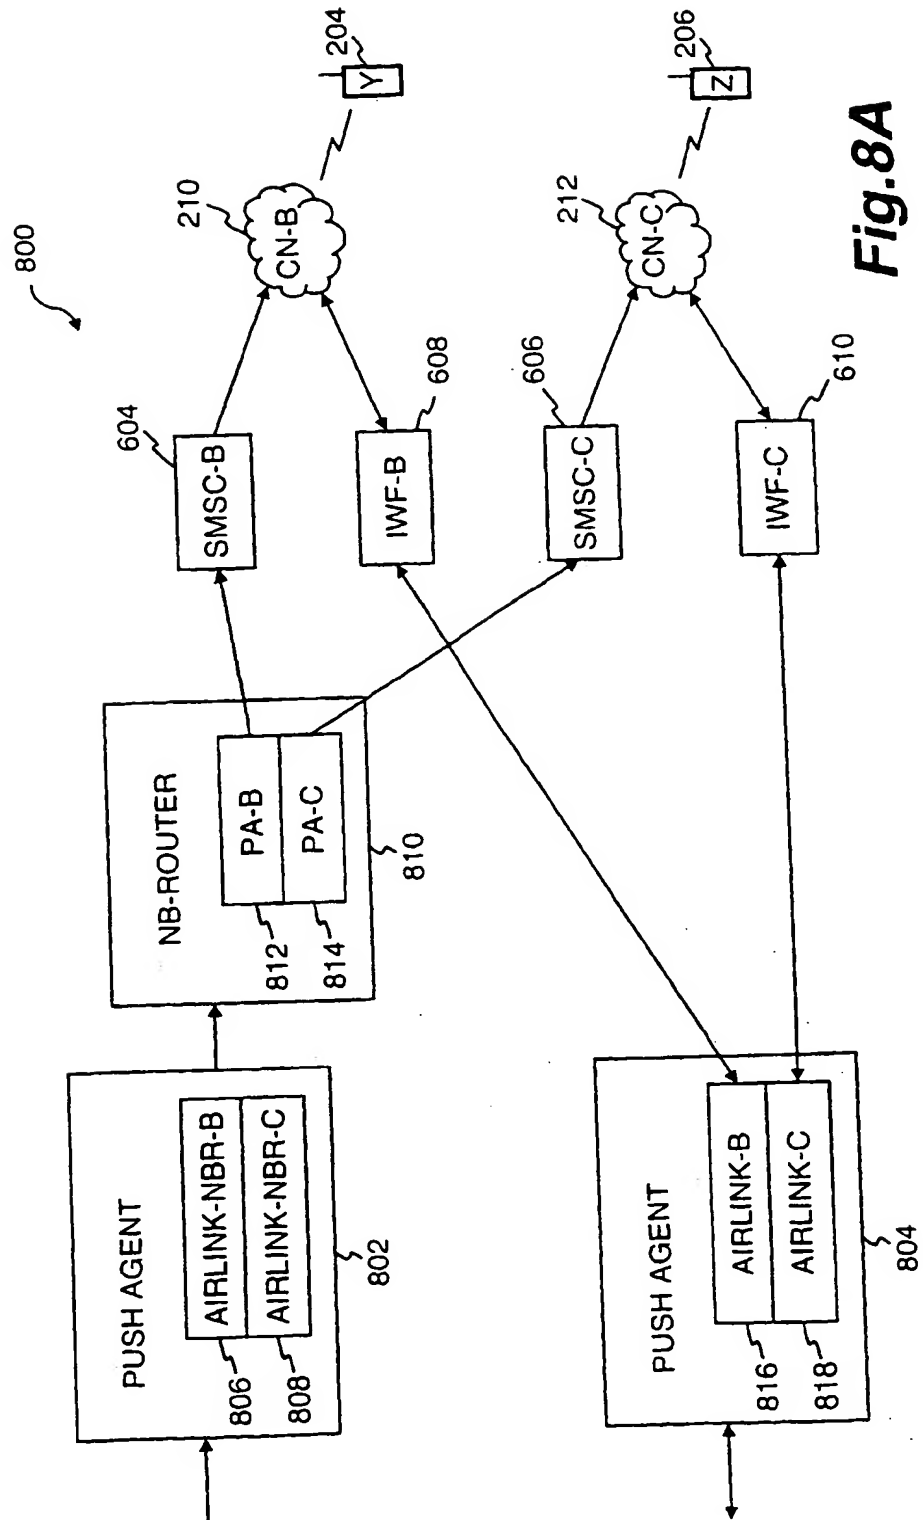 800
PUSH AGENT
AIRLINK-NBR-B
AIRLINK-NBR-C
806
808
802
NB-ROUTER
PA-B
PA-C
812
814
810
604
SMSC-B
IWF-B
608
210
CN-B
204
Y
PUSH AGENT
AIRLINK-B
AIRLINK-C
816
818
804
606
SMSC-C
IWF-C
610
212
CN-C
206
Z
Fig.8A